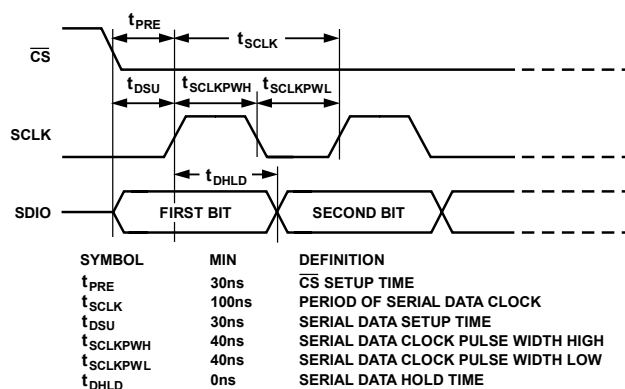 tPRE
tSCLK
CS
tDSU
tSCLKPWH
tSCLKPWL
SCLK
tDHLD
SDIO
FIRST BIT
SECOND BIT
SYMBOL MIN DEFINITION
tPRE 30ns CS SETUP TIME
tSCLK 100ns PERIOD OF SERIAL DATA CLOCK
tDSU 30ns SERIAL DATA SETUP TIME
tSCLKPWH 40ns SERIAL DATA CLOCK PULSE WIDTH HIGH
tSCLKPWL 40ns SERIAL DATA CLOCK PULSE WIDTH LOW
tDHLD 0ns SERIAL DATA HOLD TIME